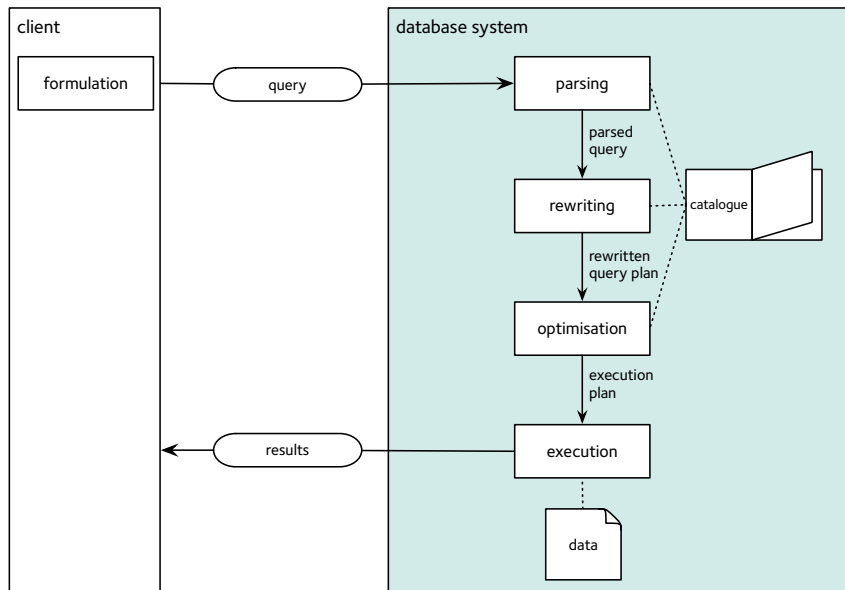 client
database system
formulation
query
parsing
parsed
query
rewriting
catalogue
rewritten
query plan
optimisation
execution
plan
results
execution
data